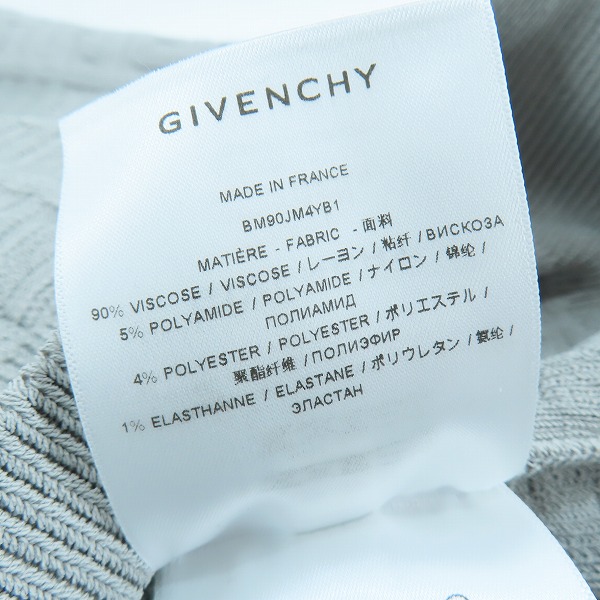 GIVENCHY
MADE IN FRANCE
BM90JM4YB1
MATIÈRE - FABRIC - 面料
90% VISCOSE / VISCOSE / レーヨン / 粘纤 / ВИСКОЗА
5% POLYAMIDE / POLYAMIDE / ナイロン / 锦纶 /
ПОЛИАМИД
4% POLYESTER / POLYESTER / ポリエステル /
聚酯纤维 / ПОЛИЭФИР
1% ELASTHANNE / ELASTANE / ポリウレタン / 氨纶 /
ЭЛАСТАН